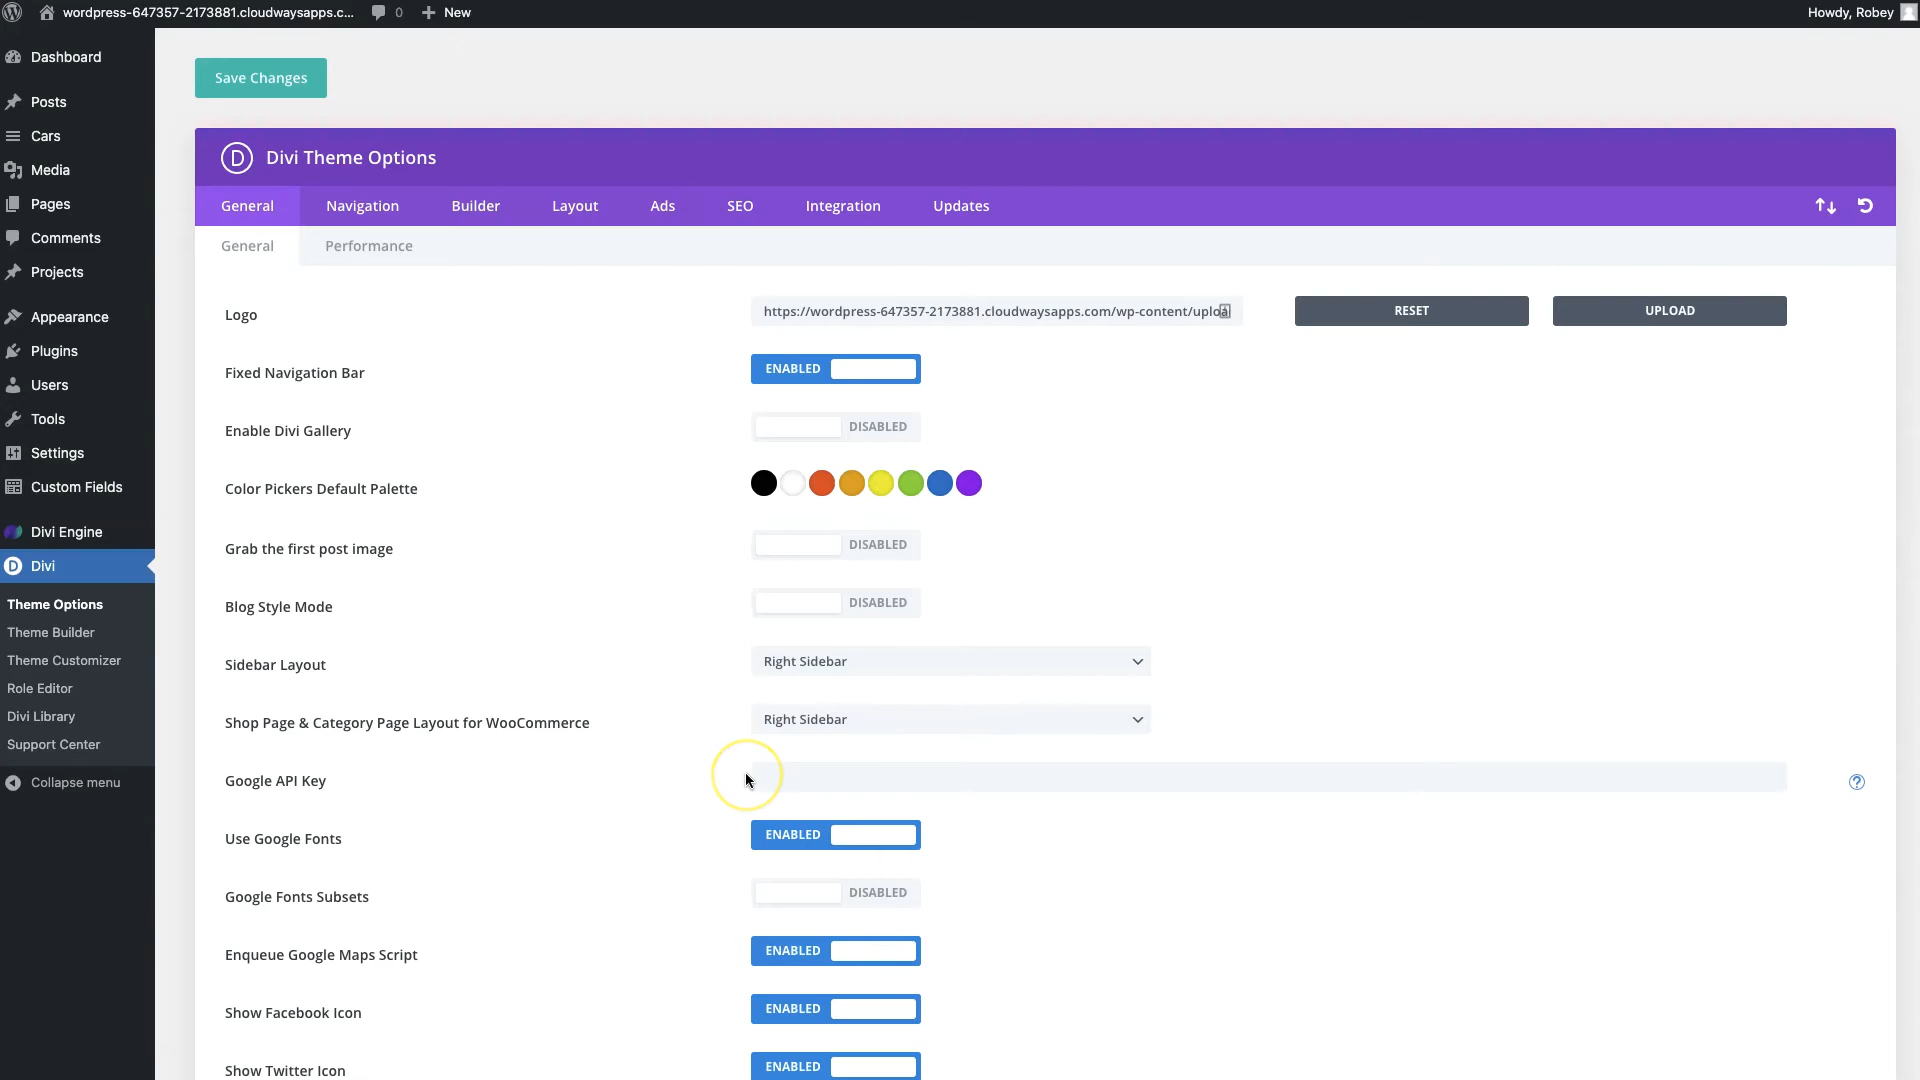 wordpress-647357-2173881.cloudwaysapps.c... 0 New Howdy, Robey
Dashboard
Posts
Cars
Media
Pages
Comments
Projects
Appearance
Plugins
Users
Tools
Settings
Custom Fields
Divi Engine
Divi
Theme Options
Theme Builder
Theme Customizer
Role Editor
Divi Library
Support Center
Collapse menu
Save Changes
D Divi Theme Options
General Navigation Builder Layout Ads SEO Integration Updates
General Performance
Logo https://wordpress-647357-2173881.cloudwaysapps.com/wp-content/uploa RESET UPLOAD
Fixed Navigation Bar ENABLED
Enable Divi Gallery DISABLED
Color Pickers Default Palette
Grab the first post image DISABLED
Blog Style Mode DISABLED
Sidebar Layout Right Sidebar
Shop Page & Category Page Layout for WooCommerce Right Sidebar
Google API Key ?
Use Google Fonts ENABLED
Google Fonts Subsets DISABLED
Enqueue Google Maps Script ENABLED
Show Facebook Icon ENABLED
Show Twitter Icon ENABLED